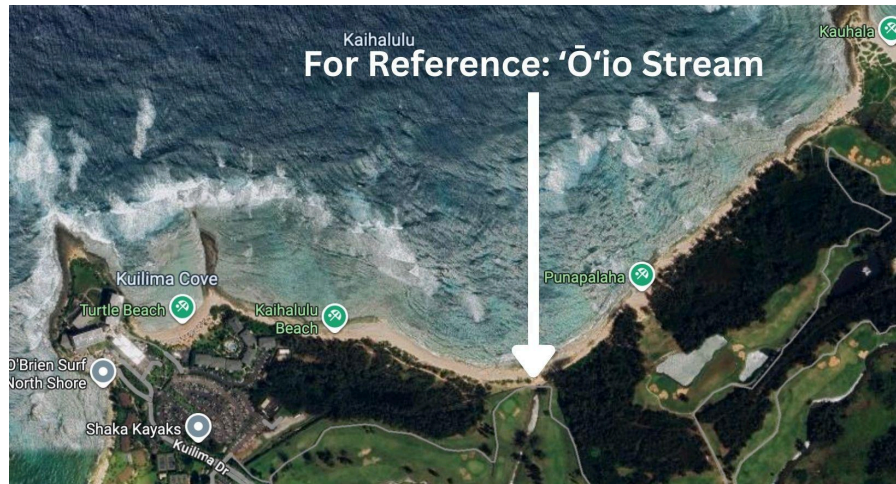 Kauhala
Kaihalulu
For Reference: ʻŌʻio Stream
Punapalaha
Kuilima Cove
Turtle Beach
Kaihalulu
Beach
O'Brien Surf
North Shore
Shaka Kayaks
Kuilima Dr